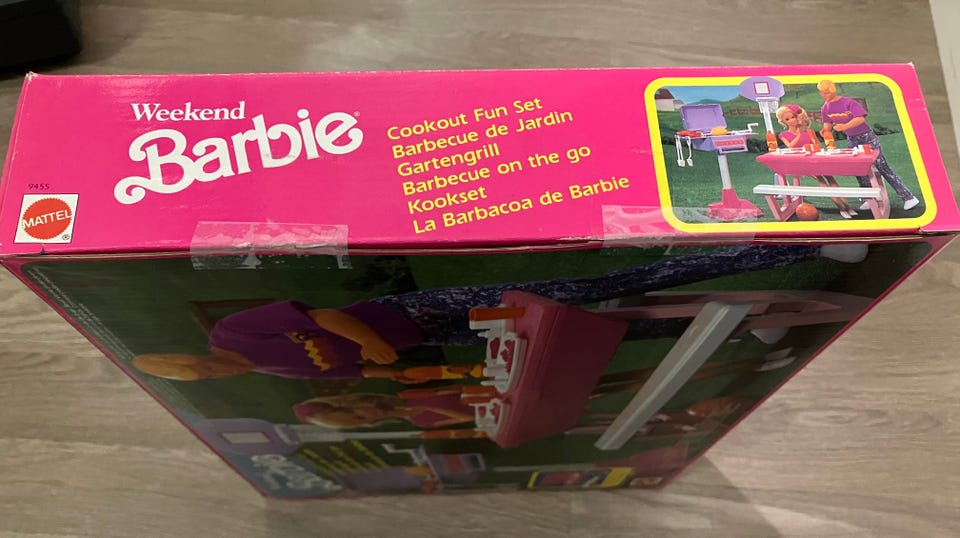 Weekend
Barbie®
Cookout Fun Set
Barbecue de Jardin
Gartengrill
Barbecue on the go
Kookset
La Barbacoa de Barbie
9455
MATTEL
®